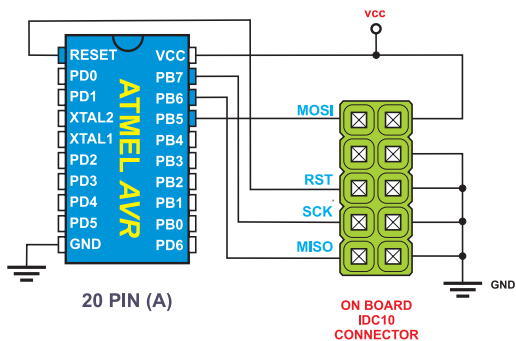 vcc
RESET VCC
PD0 PB7
PD1 PB6
XTAL2 PB5
XTAL1 PB4
PD2 PB3
PD3 PB2
PD4 PB1
PD5 PB0
GND PD6
ATMEL AVR
20 PIN (A)
MOSI
RST
SCK
MISO
GND
ON BOARD
IDC10
CONNECTOR